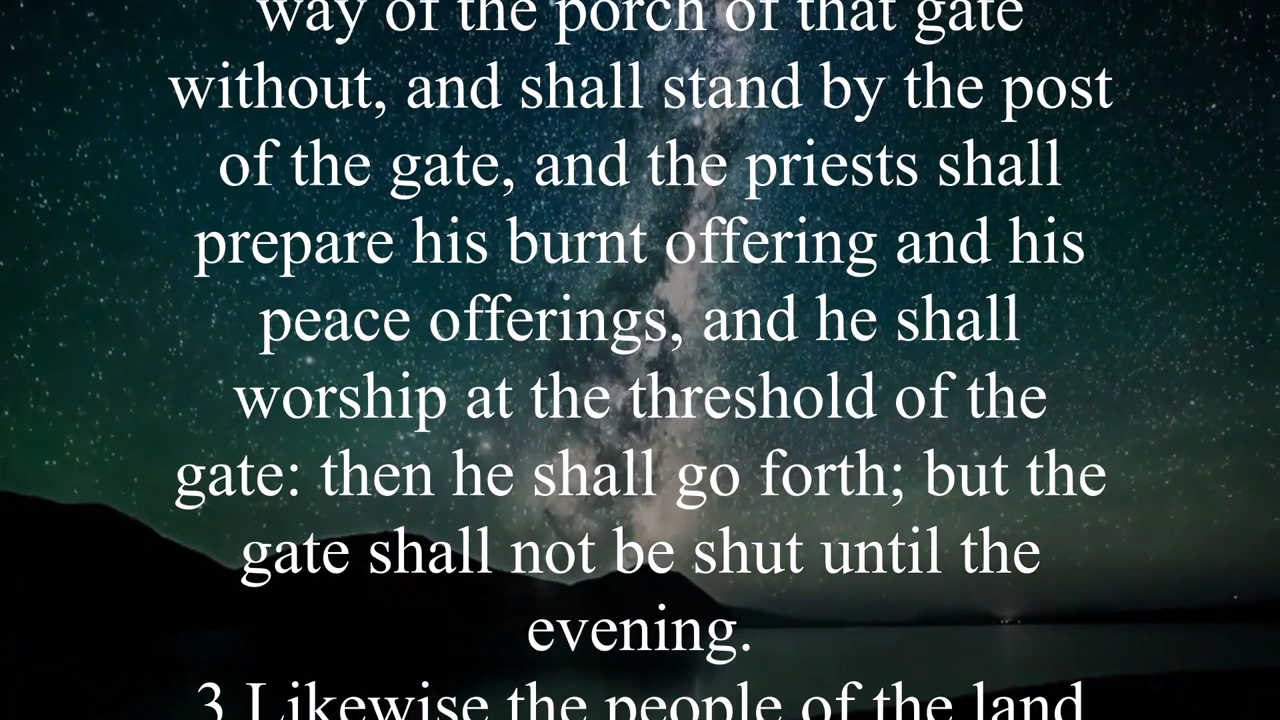 way of the porch of that gate
without, and shall stand by the post
of the gate, and the priests shall
prepare his burnt offering and his
peace offerings, and he shall
worship at the threshold of the
gate: then he shall go forth; but the
gate shall not be shut until the
evening.
3 Likewise the people of the land